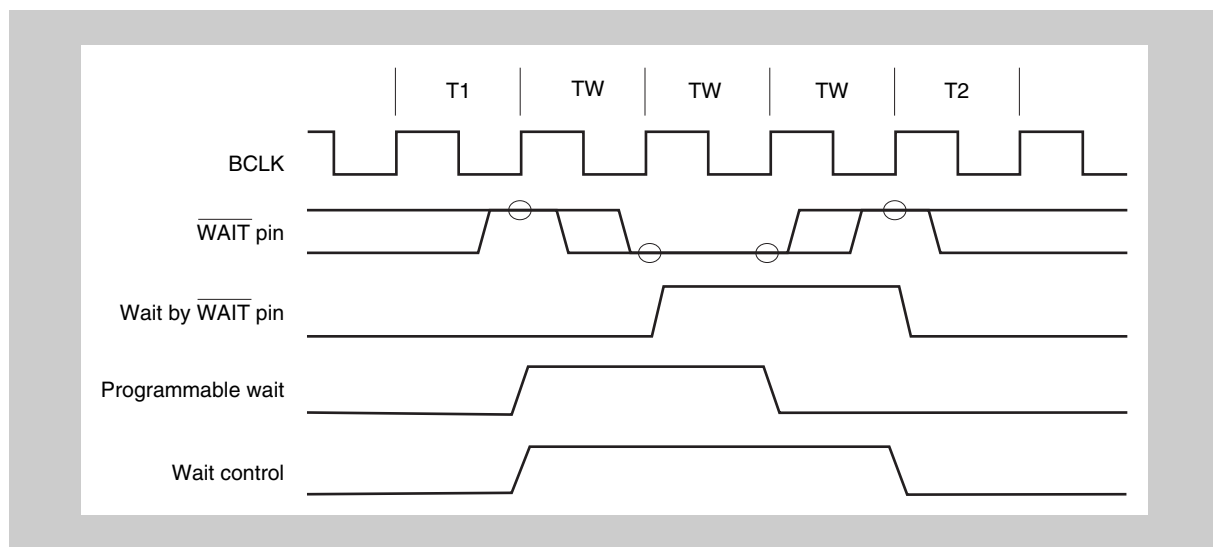 T1 TW TW TW T2
BCLK
WAIT pin
Wait by WAIT pin
Programmable wait
Wait control